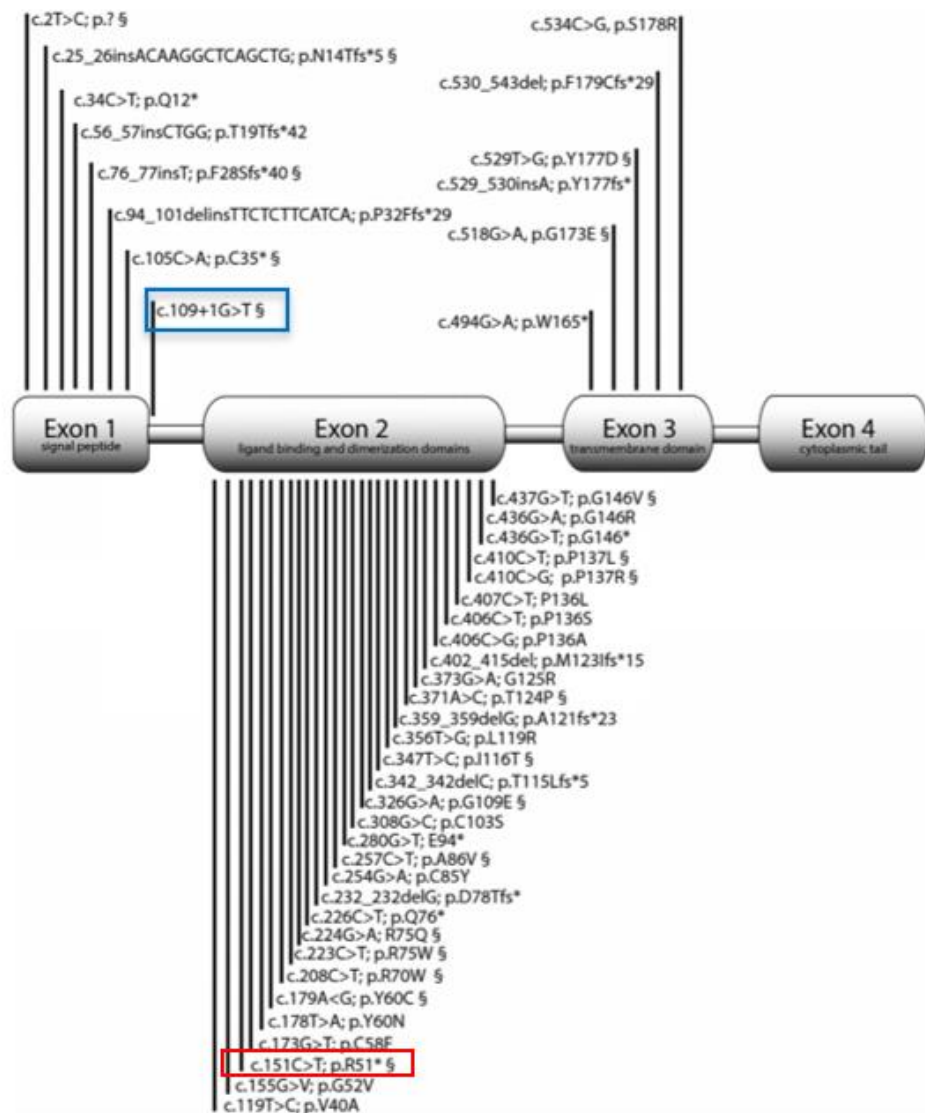 c.2T>C; p.? §
c.25_26insACAAGGCTCAGCTG; p.N14Tfs*5 §
c.34C>T; p.Q12*
c.56_57insCTGG; p.T19Tfs*42
c.76_77insT; p.F28Sfs*40 §
c.94_101delinsTTCTCTTCATCA; p.P32Ffs*29
c.105C>A; p.C35* §
c.109+1G>T §
c.534C>G, p.S178R
c.530_543del; p.F179Cfs*29
c.529T>G; p.Y177D §
c.529_530insA; p.Y177fs*
c.518G>A, p.G173E §
c.494G>A; p.W165*
Exon 1
signal peptide
Exon 2
ligand binding and dimerization domains
Exon 3
transmembrane domain
Exon 4
cytoplasmic tail
c.437G>T; p.G146V §
c.436G>A; p.G146R
c.436G>T; p.G146*
c.410C>T; p.P137L §
c.410C>G; p.P137R §
c.407C>T; P136L
c.406C>T; p.P136S
c.406C>G; p.P136A
c.402_415del; p.M123Ifs*15
c.373G>A; G125R
c.371A>C; p.T124P §
c.359_359delG; p.A121fs*23
c.356T>G; p.L119R
c.347T>C; p.I116T §
c.342_342delC; p.T115Lfs*5
c.326G>A; p.G109E §
c.308G>C; p.C103S
c.280G>T; E94*
c.257C>T; p.A86V §
c.254G>A; p.C85Y
c.232_232delG; p.D78Tfs*
c.226C>T; p.Q76*
c.224G>A; R75Q §
c.223C>T; p.R75W §
c.208C>T; p.R70W §
c.179A<G; p.Y60C §
c.178T>A; p.Y60N
c.173G>T; p.C58F
c.151C>T; p.R51* §
c.155G>V; p.G52V
c.119T>C; p.V40A